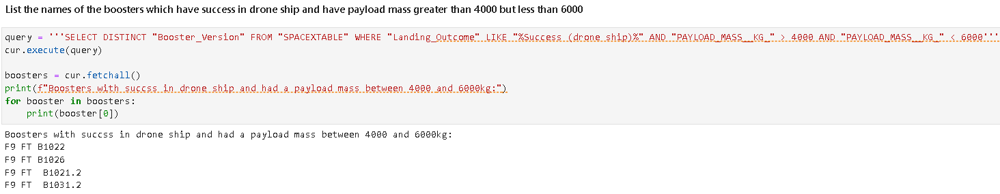 List the names of the boosters which have success in drone ship and have payload mass greater than 4000 but less than 6000
query = '''SELECT DISTINCT "Booster_Version" FROM "SPACEXTABLE" WHERE "Landing_Outcome" LIKE "%Success (drone ship)%" AND "PAYLOAD_MASS__KG_" > 4000 AND "PAYLOAD_MASS__KG_" < 6000'''
cur.execute(query)
boosters = cur.fetchall()
print(f"Boosters with succss in drone ship and had a payload mass between 4000 and 6000kg:")
for booster in boosters:
    print(booster[0])
Boosters with succss in drone ship and had a payload mass between 4000 and 6000kg:
F9 FT B1022
F9 FT B1026
F9 FT  B1021.2
F9 FT  B1031.2